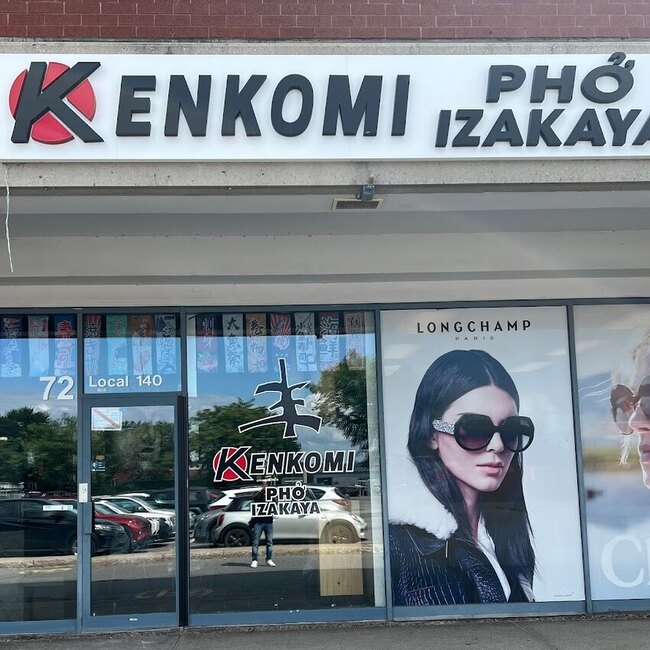 KENKOMI
PHỞ
IZAKAYA
72
Local 140
KENKOMI
PHỞ
IZAKAYA
LONGCHAMP
PARIS